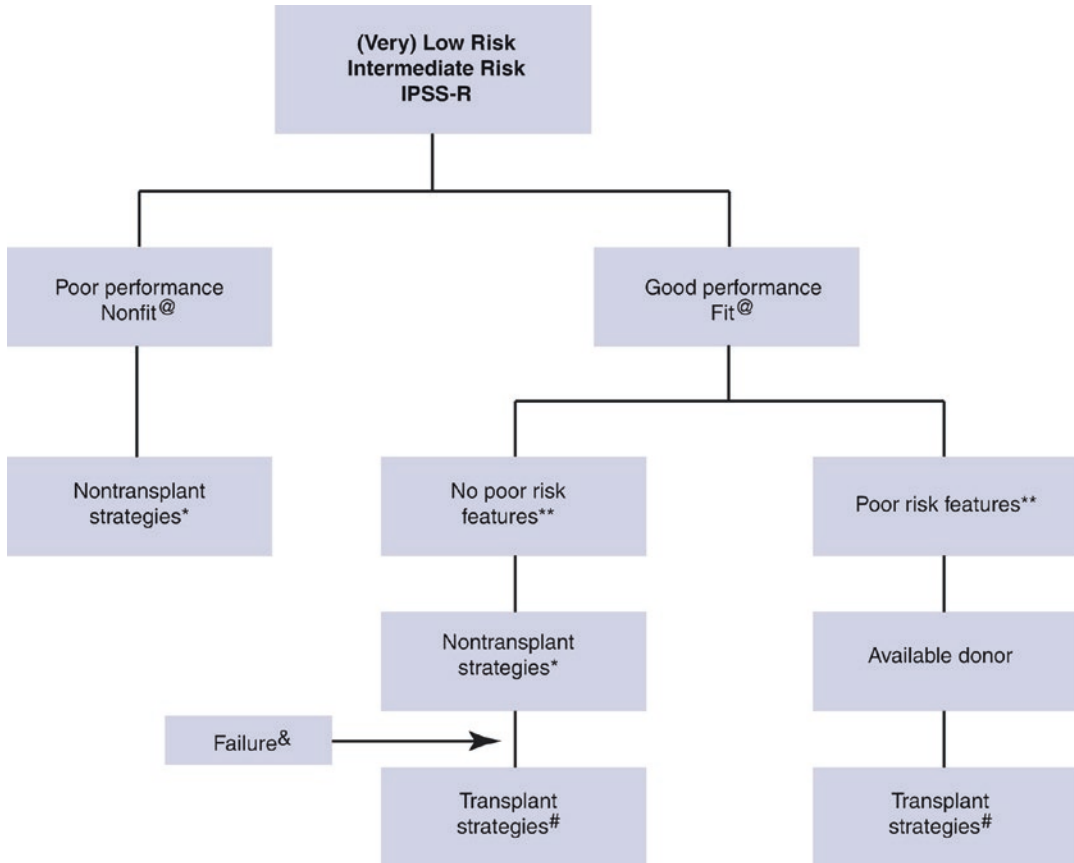 (Very) Low Risk
Intermediate Risk
IPSS-R
Poor performance
Nonfit@
Good performance
Fit@
Nontransplant
strategies*
No poor risk
features**
Poor risk features**
Nontransplant
strategies*
Available donor
Failure&
Transplant
strategies#
Transplant
strategies#